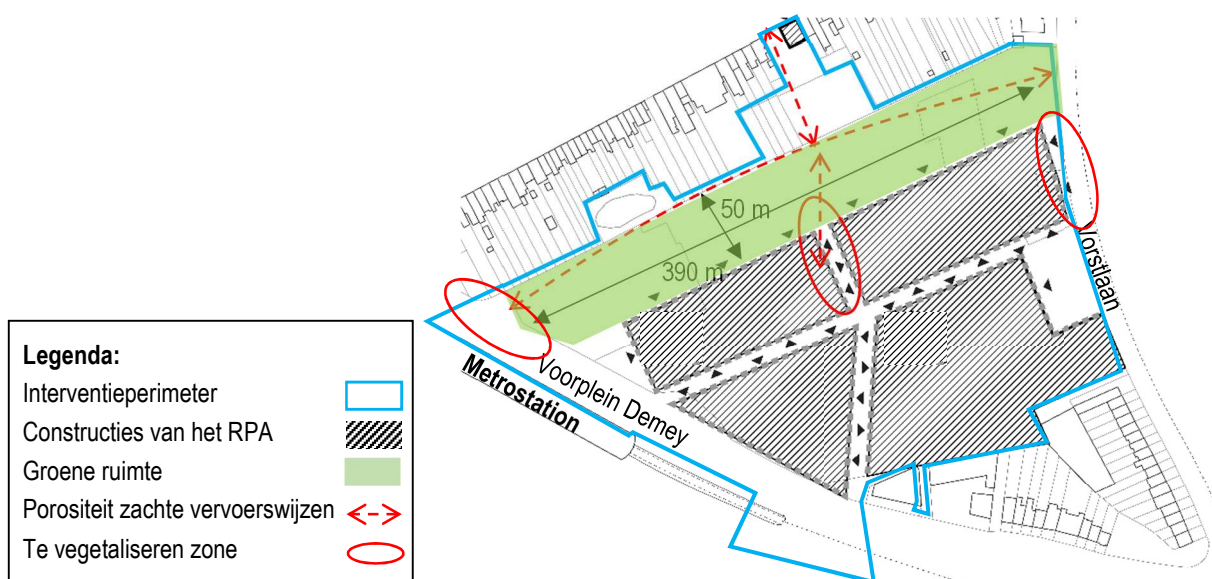 50 m
390 m
Vorstlaan
Voorplein Demey
Metrostation
Legenda:
Interventieperimeter
Constructies van het RPA
Groene ruimte
Porositeit zachte vervoerswijzen
Te vegetaliseren zone